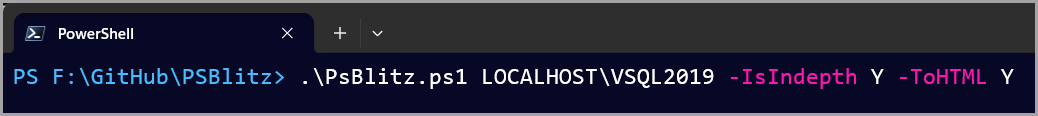 PowerShell
PS F:\GitHub\PSBlitz> .\PsBlitz.ps1 LOCALHOST\VSQL2019 -IsIndepth Y -ToHTML Y